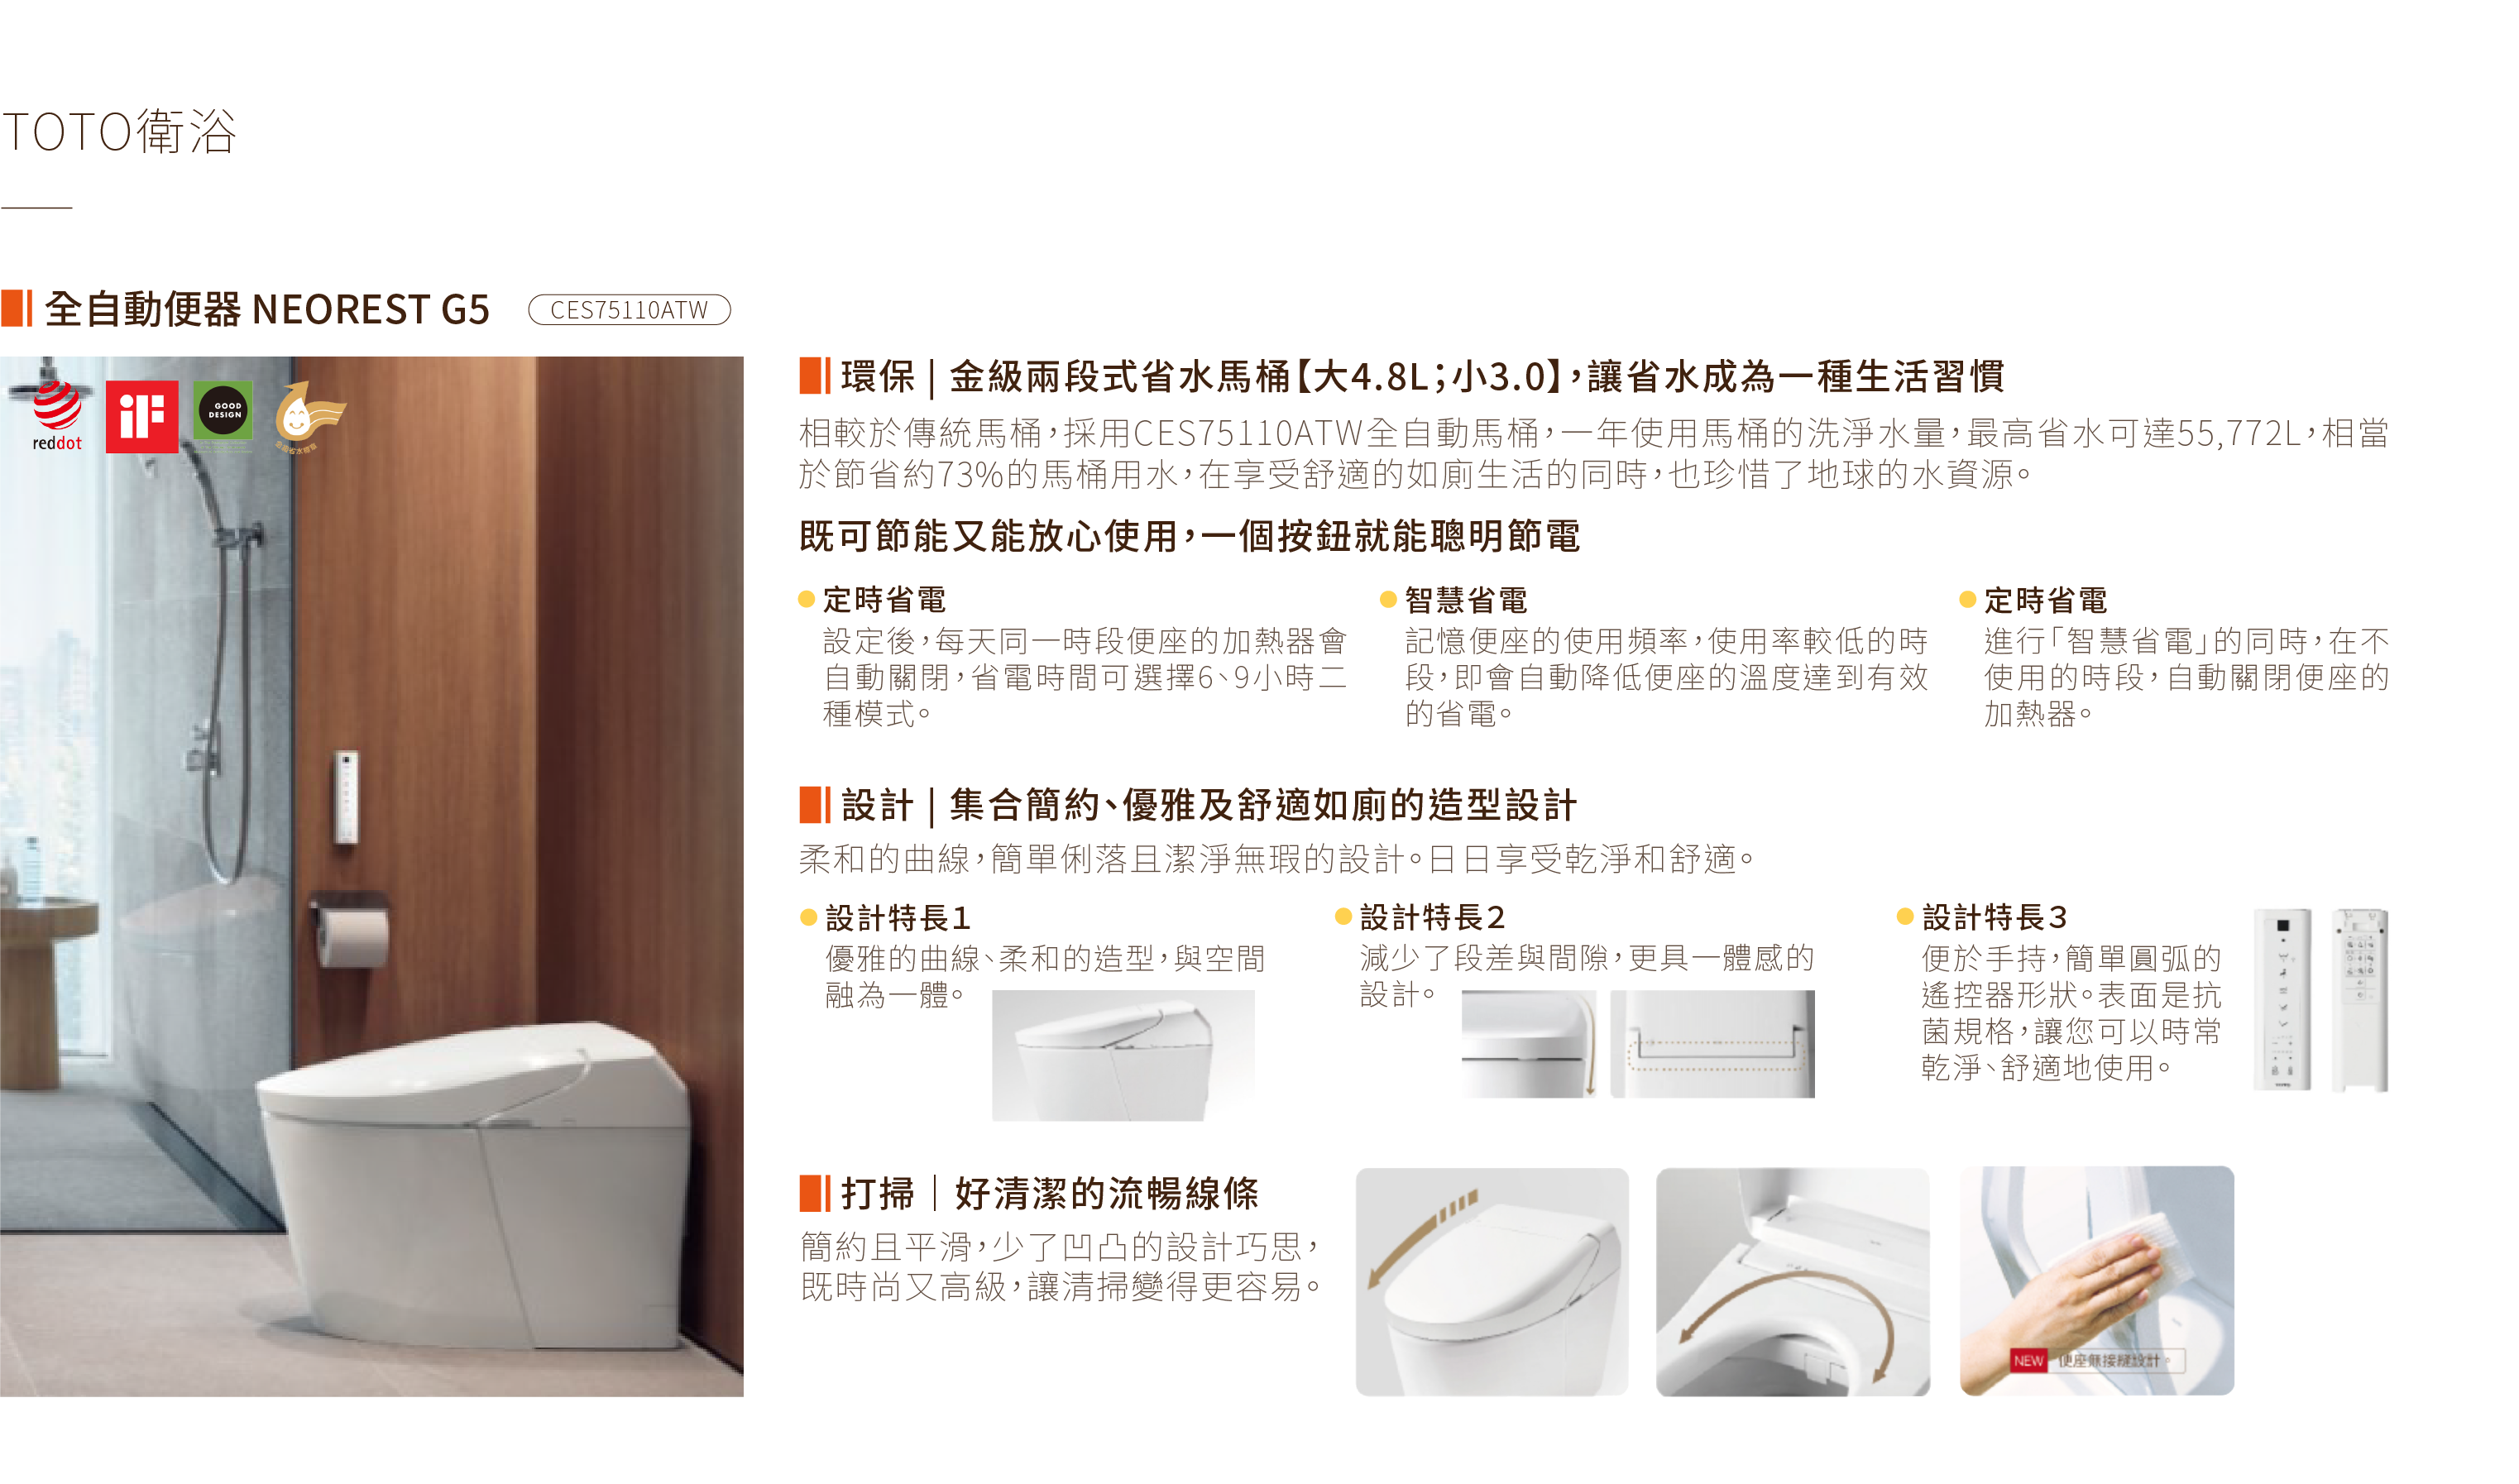 TOTO衛浴
全自動便器 NEOREST G5
CES75110ATW
reddot
iF
GOOD
DESIGN
環保 | 金級兩段式省水馬桶【大4.8L；小3.0】，讓省水成為一種生活習慣
相較於傳統馬桶，採用CES75110ATW全自動馬桶，一年使用馬桶的洗淨水量，最高省水可達55,772L，相當
於節省約73%的馬桶用水，在享受舒適的如廁生活的同時，也珍惜了地球的水資源。
既可節能又能放心使用，一個按鈕就能聰明節電
定時省電
設定後，每天同一時段便座的加熱器會
自動關閉，省電時間可選擇6、9小時二
種模式。
智慧省電
記憶便座的使用頻率，使用率較低的時
段，即會自動降低便座的溫度達到有效
的省電。
定時省電
進行「智慧省電」的同時，在不
使用的時段，自動關閉便座的
加熱器。
設計 | 集合簡約、優雅及舒適如廁的造型設計
柔和的曲線，簡單俐落且潔淨無瑕的設計。日日享受乾淨和舒適。
設計特長１
優雅的曲線、柔和的造型，與空間
融為一體。
設計特長２
減少了段差與間隙，更具一體感的
設計。
設計特長３
便於手持，簡單圓弧的
遙控器形狀。表面是抗
菌規格，讓您可以時常
乾淨、舒適地使用。
打掃｜好清潔的流暢線條
簡約且平滑，少了凹凸的設計巧思，
既時尚又高級，讓清掃變得更容易。
NEW 便座無接縫設計。